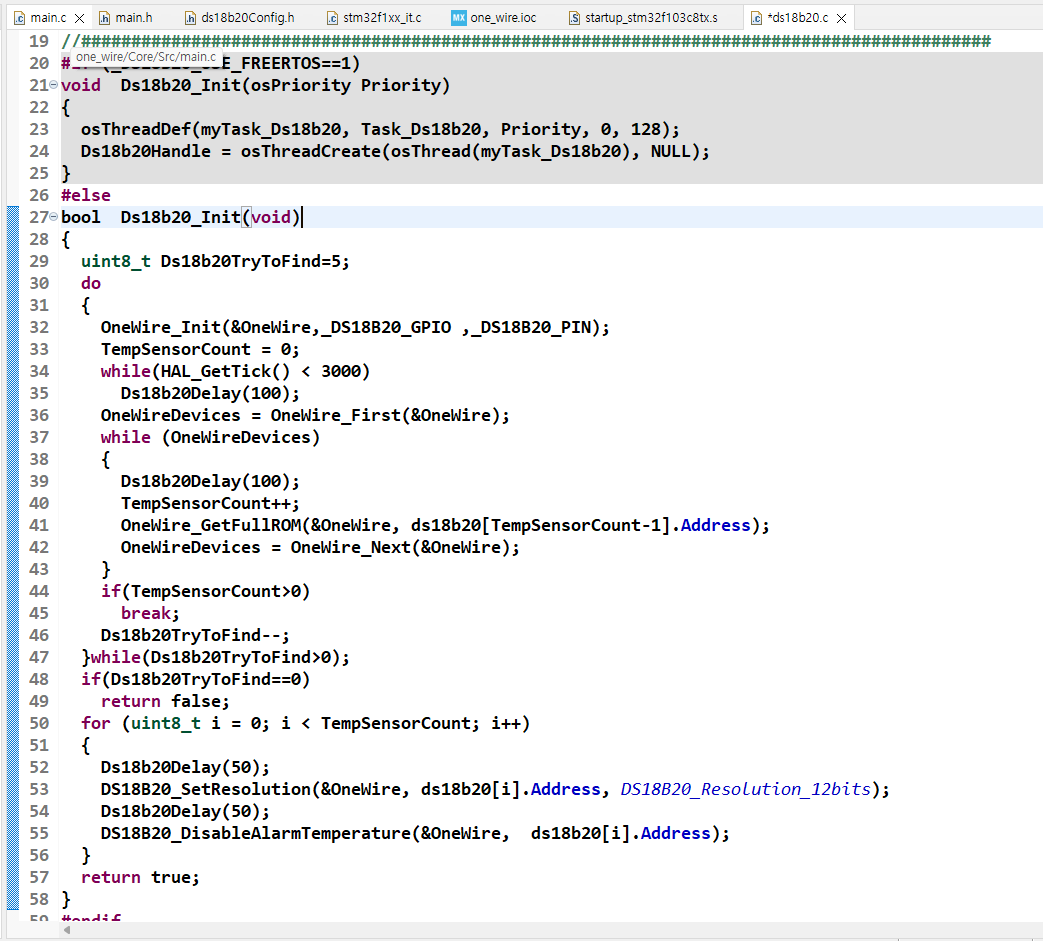 main.c main.h ds18b20Config.h stm32f1xx_it.c one_wire.ioc startup_stm32f103c8tx.s *ds18b20.c
19 //###########################################################################################
one_wire/Core/Src/main.c
20 E_FREERTOS==1)
21 void  Ds18b20_Init(osPriority Priority)
22 {
23   osThreadDef(myTask_Ds18b20, Task_Ds18b20, Priority, 0, 128);
24   Ds18b20Handle = osThreadCreate(osThread(myTask_Ds18b20), NULL);
25 }
26 #else
27 bool  Ds18b20_Init(void)
28 {
29   uint8_t Ds18b20TryToFind=5;
30   do
31   {
32     OneWire_Init(&OneWire,_DS18B20_GPIO ,_DS18B20_PIN);
33     TempSensorCount = 0;
34     while(HAL_GetTick() < 3000)
35       Ds18b20Delay(100);
36     OneWireDevices = OneWire_First(&OneWire);
37     while (OneWireDevices)
38     {
39       Ds18b20Delay(100);
40       TempSensorCount++;
41       OneWire_GetFullROM(&OneWire, ds18b20[TempSensorCount-1].Address);
42       OneWireDevices = OneWire_Next(&OneWire);
43     }
44     if(TempSensorCount>0)
45       break;
46     Ds18b20TryToFind--;
47   }while(Ds18b20TryToFind>0);
48   if(Ds18b20TryToFind==0)
49     return false;
50   for (uint8_t i = 0; i < TempSensorCount; i++)
51   {
52     Ds18b20Delay(50);
53     DS18B20_SetResolution(&OneWire, ds18b20[i].Address, DS18B20_Resolution_12bits);
54     Ds18b20Delay(50);
55     DS18B20_DisableAlarmTemperature(&OneWire,  ds18b20[i].Address);
56   }
57   return true;
58 }
59 #endif